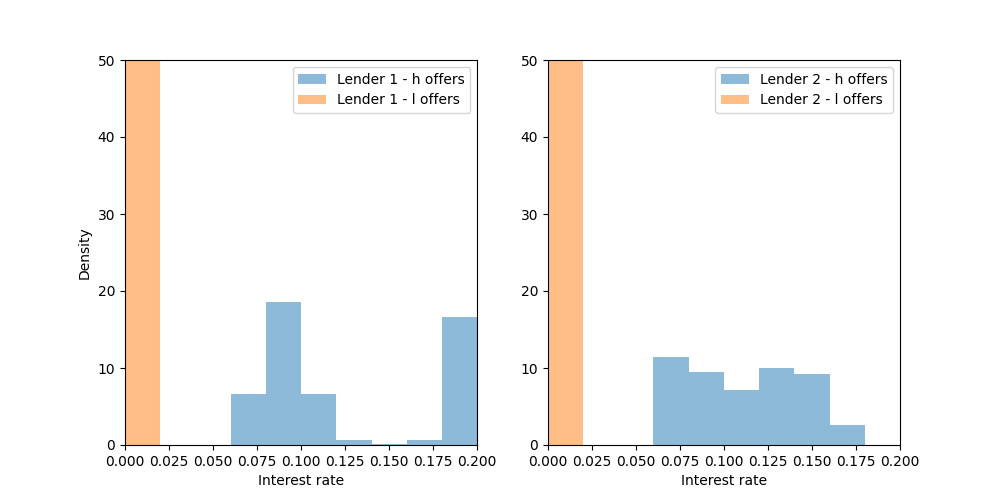 50
40
30
20
10
0
Density
Lender 1 - h offers
Lender 1 - l offers
0.000 0.025 0.050 0.075 0.100 0.125 0.150 0.175 0.200
Interest rate
50
40
30
20
10
0
Lender 2 - h offers
Lender 2 - l offers
0.000 0.025 0.050 0.075 0.100 0.125 0.150 0.175 0.200
Interest rate